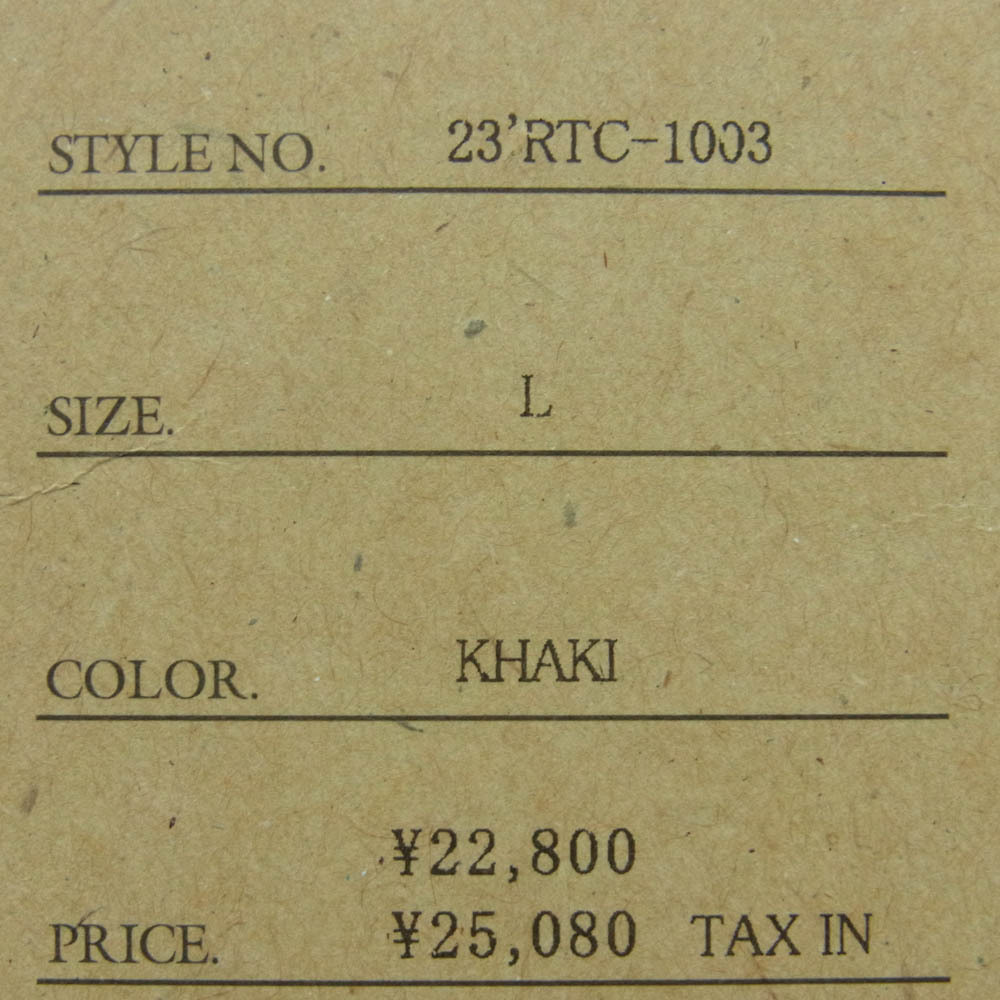 STYLE NO. 23'RTC-1003
SIZE. L
COLOR. KHAKI
¥22,800
PRICE. ¥25,080 TAX IN